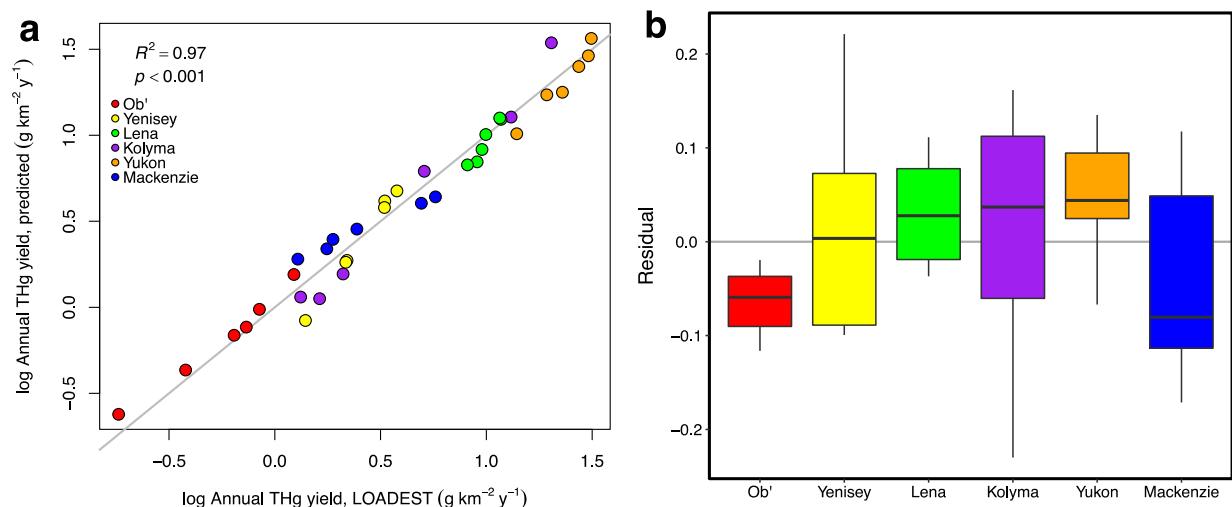 a
R² = 0.97
p < 0.001
Ob'
Yenisey
Lena
Kolyma
Yukon
Mackenzie
log Annual THg yield, predicted (g km⁻² y⁻¹)
1.5
1.0
0.5
0.0
−0.5
−0.5 0.0 0.5 1.0 1.5
log Annual THg yield, LOADEST (g km⁻² y⁻¹)
b
Residual
0.2
0.1
0.0
−0.1
−0.2
Ob' Yenisey Lena Kolyma Yukon Mackenzie